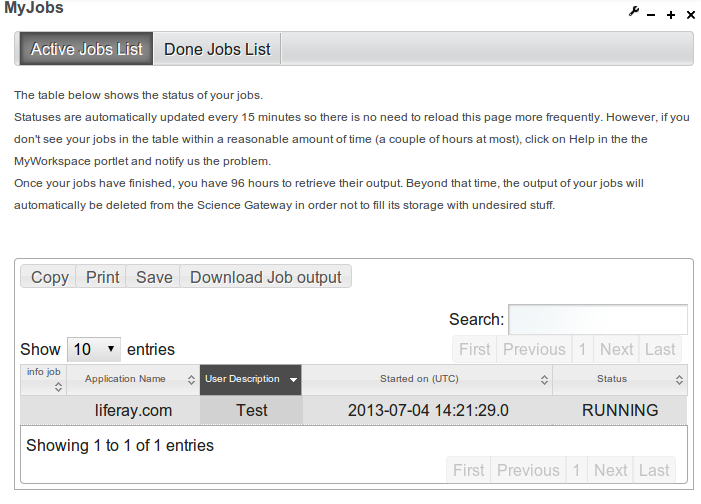 MyJobs
Active Jobs List Done Jobs List
The table below shows the status of your jobs.
Statuses are automatically updated every 15 minutes so there is no need to reload this page more frequently. However, if you
don't see your jobs in the table within a reasonable amount of time (a couple of hours at most), click on Help in the the
MyWorkspace portlet and notify us the problem.
Once your jobs have finished, you have 96 hours to retrieve their output. Beyond that time, the output of your jobs will
automatically be deleted from the Science Gateway in order not to fill its storage with undesired stuff.
Copy Print Save Download Job output
Search:
Show 10 entries First Previous 1 Next Last
info job Application Name User Description Started on (UTC) Status
liferay.com Test 2013-07-04 14:21:29.0 RUNNING
Showing 1 to 1 of 1 entries
First Previous 1 Next Last